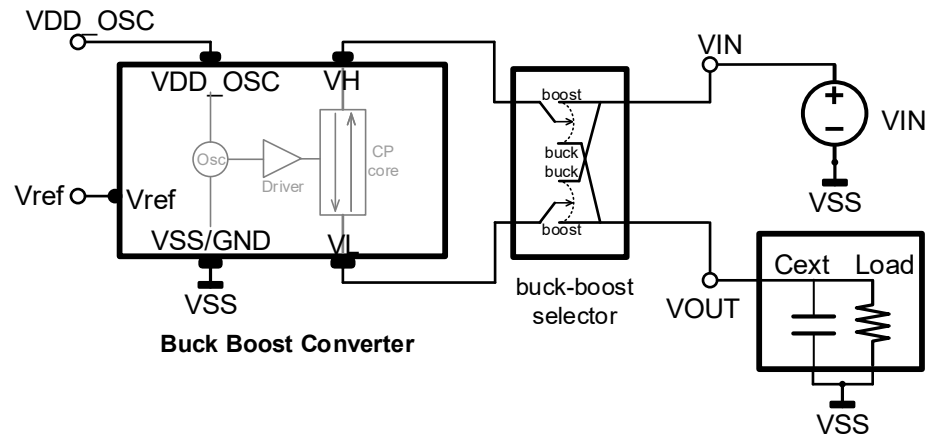 VDD_OSC
VDD_OSC
VH
Osc
Driver
CP
core
Vref
Vref
VSS/GND
VL
VSS
Buck Boost Converter
boost
buck
buck
boost
buck-boost
selector
VIN
VIN
VSS
VOUT
Cext
Load
VSS